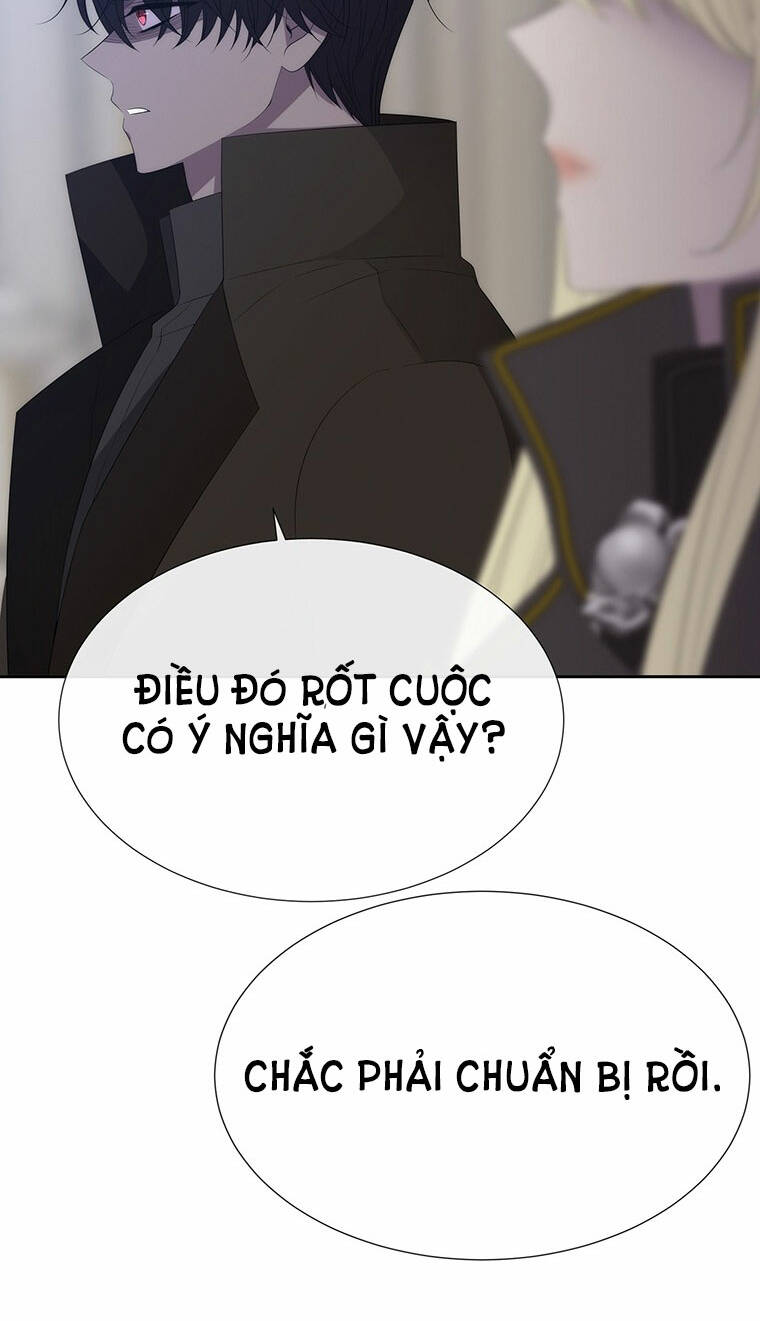 ĐIỀU ĐÓ RỐT CUỘC
CÓ Ý NGHĨA GÌ VẬY?
CHẮC PHẢI CHUẨN BỊ RỒI.